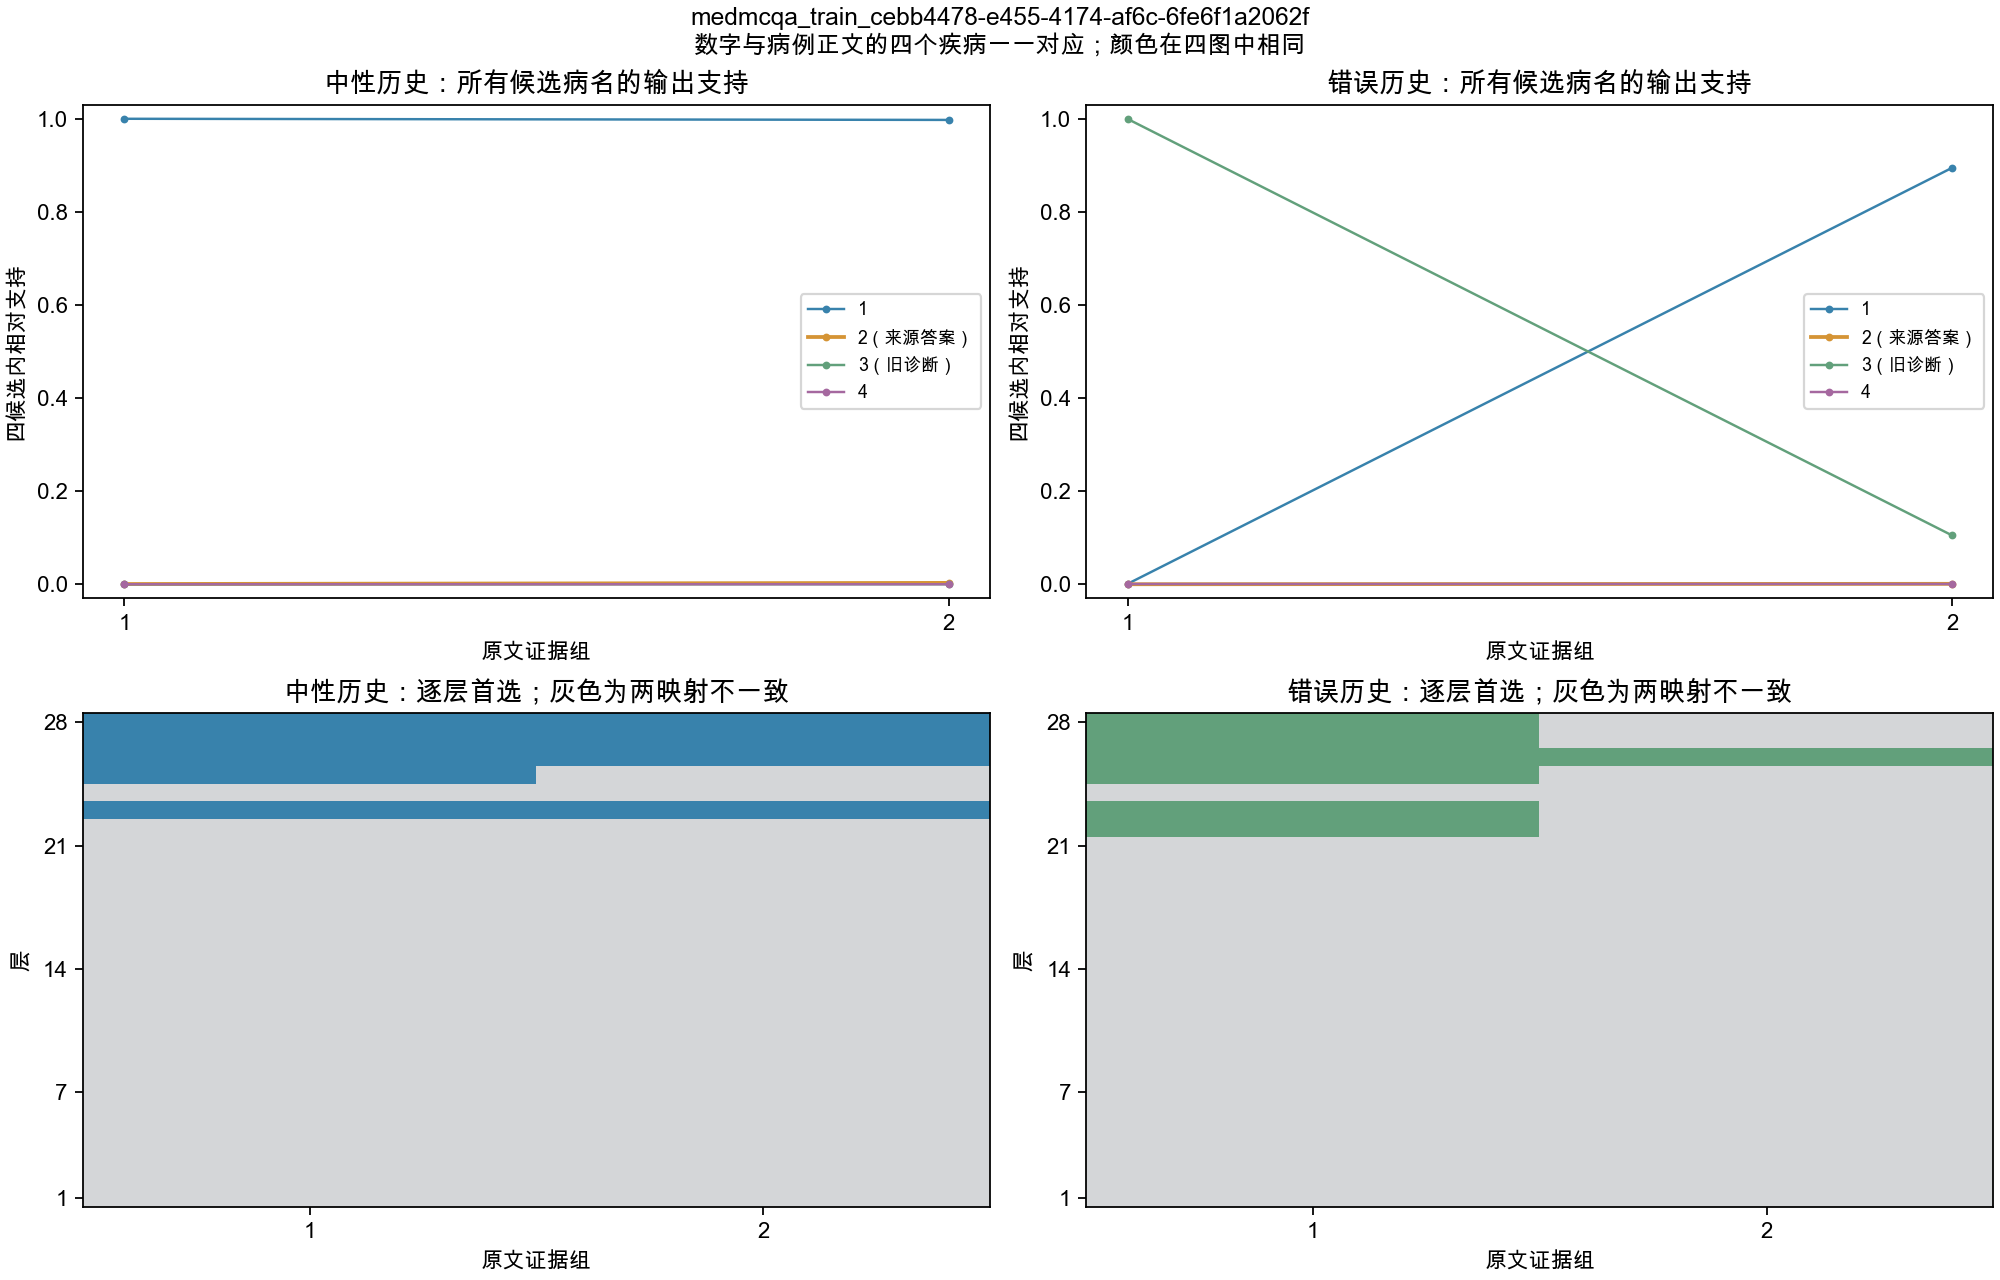 medmcqa_train_cebb4478-e455-4174-af6c-6fe6f1a2062f
数字与病例正文的四个疾病一一对应；颜色在四图中相同
中性历史：所有候选病名的输出支持
四候选内相对支持
1.0
0.8
0.6
0.4
0.2
0.0
1
2（来源答案）
3（旧诊断）
4
1
2
原文证据组
错误历史：所有候选病名的输出支持
四候选内相对支持
1.0
0.8
0.6
0.4
0.2
0.0
1
2（来源答案）
3（旧诊断）
4
1
2
原文证据组
中性历史：逐层首选；灰色为两映射不一致
层
28
21
14
7
1
1
2
原文证据组
错误历史：逐层首选；灰色为两映射不一致
层
28
21
14
7
1
1
2
原文证据组